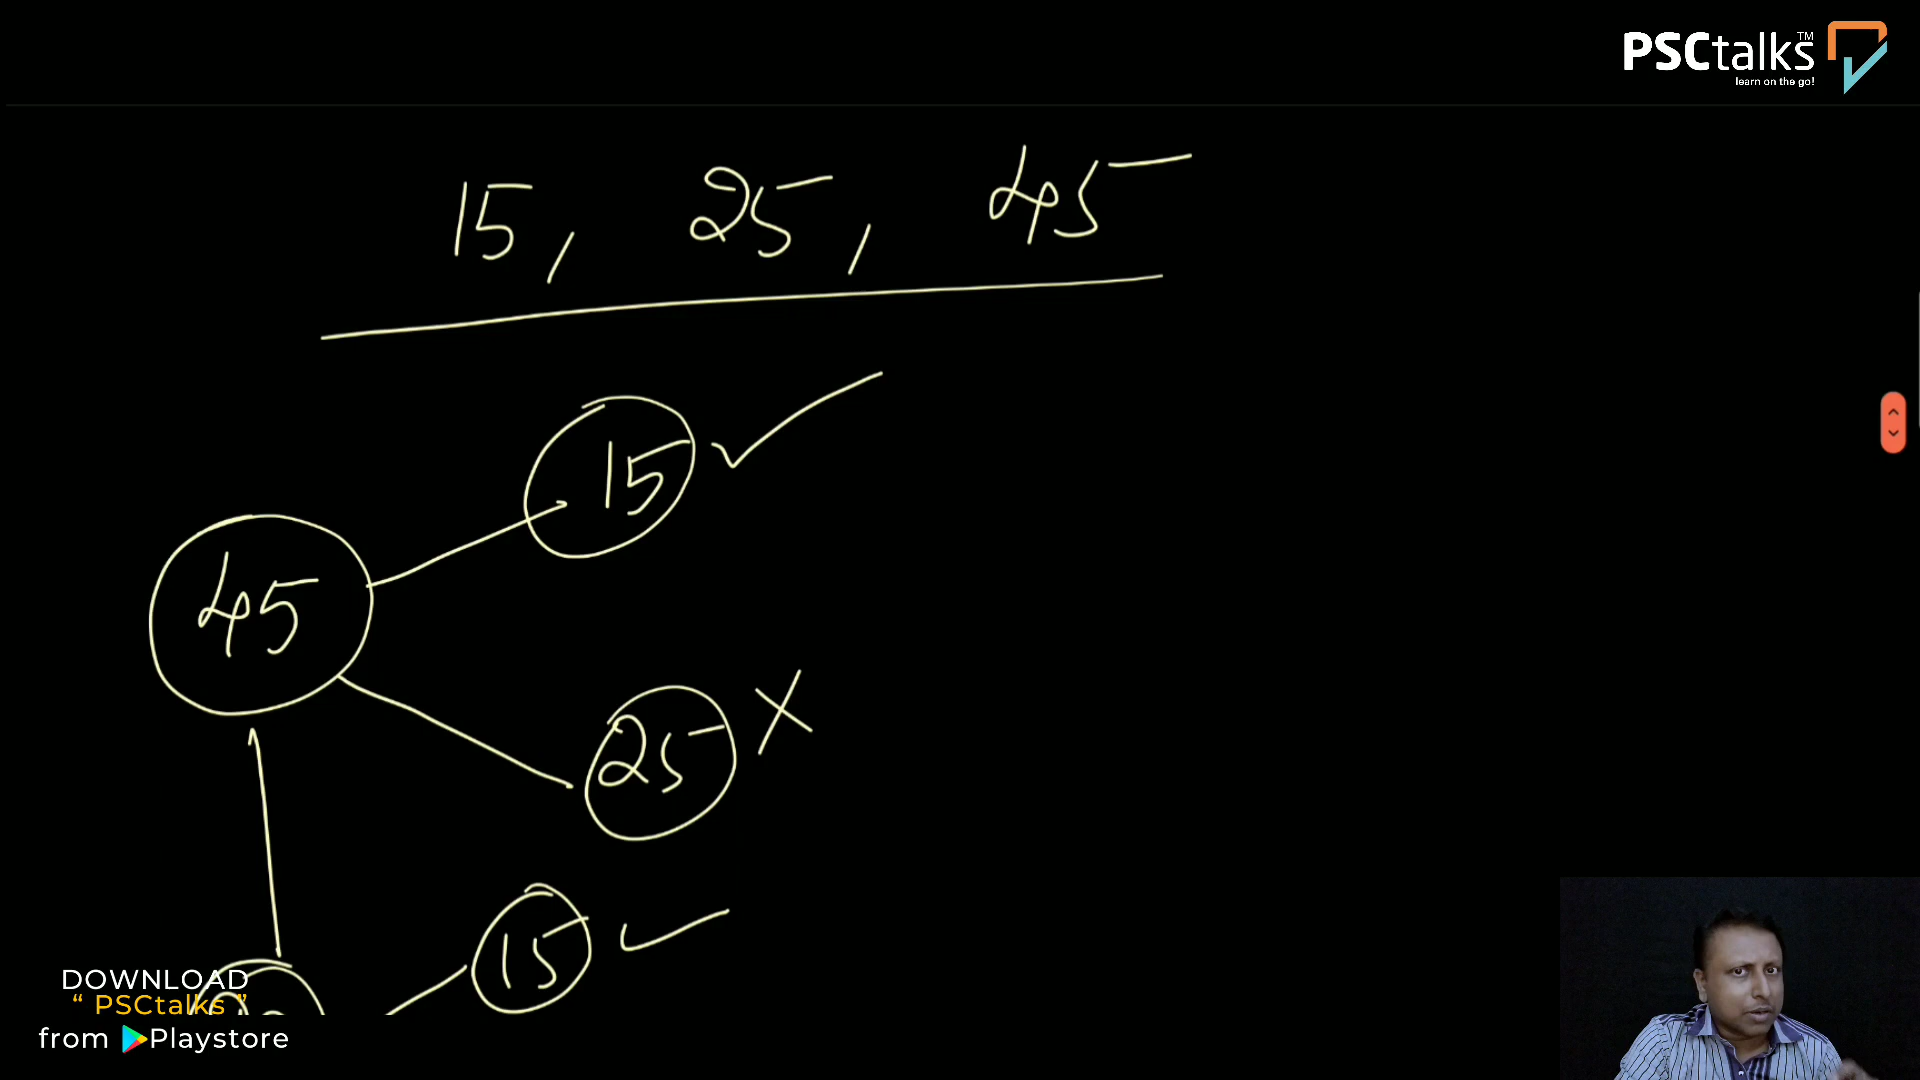 PSCtalks™
learn on the go!
15, 25, 45
15
45
25
15
DOWNLOAD
“ PSCtalks ”
from Playstore